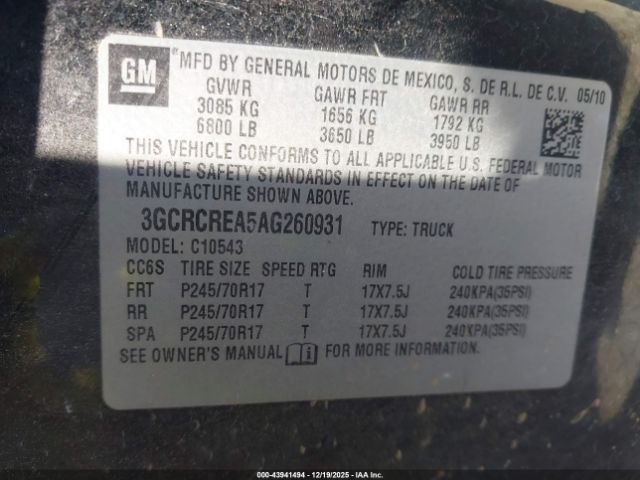 GM
MFD BY GENERAL MOTORS DE MEXICO, S. DE R.L. DE C.V. 05/10
GVWR GAWR FRT GAWR RR
3085 KG 1656 KG 1792 KG
6800 LB 3650 LB 3950 LB
THIS VEHICLE CONFORMS TO ALL APPLICABLE U.S. FEDERAL MOTOR
VEHICLE SAFETY STANDARDS IN EFFECT ON THE DATE OF
MANUFACTURE SHOWN ABOVE.
3GCRCREA5AG260931 TYPE: TRUCK
MODEL: C10543
CC6S TIRE SIZE SPEED RTG RIM COLD TIRE PRESSURE
FRT P245/70R17 T 17X7.5J 240KPA(35PSI)
RR P245/70R17 T 17X7.5J 240KPA(35PSI)
SPA P245/70R17 T 17X7.5J 240KPA(35PSI)
SEE OWNER'S MANUAL i FOR MORE INFORMATION.
000-43941494 - 12/19/2025 - IAAI.COM